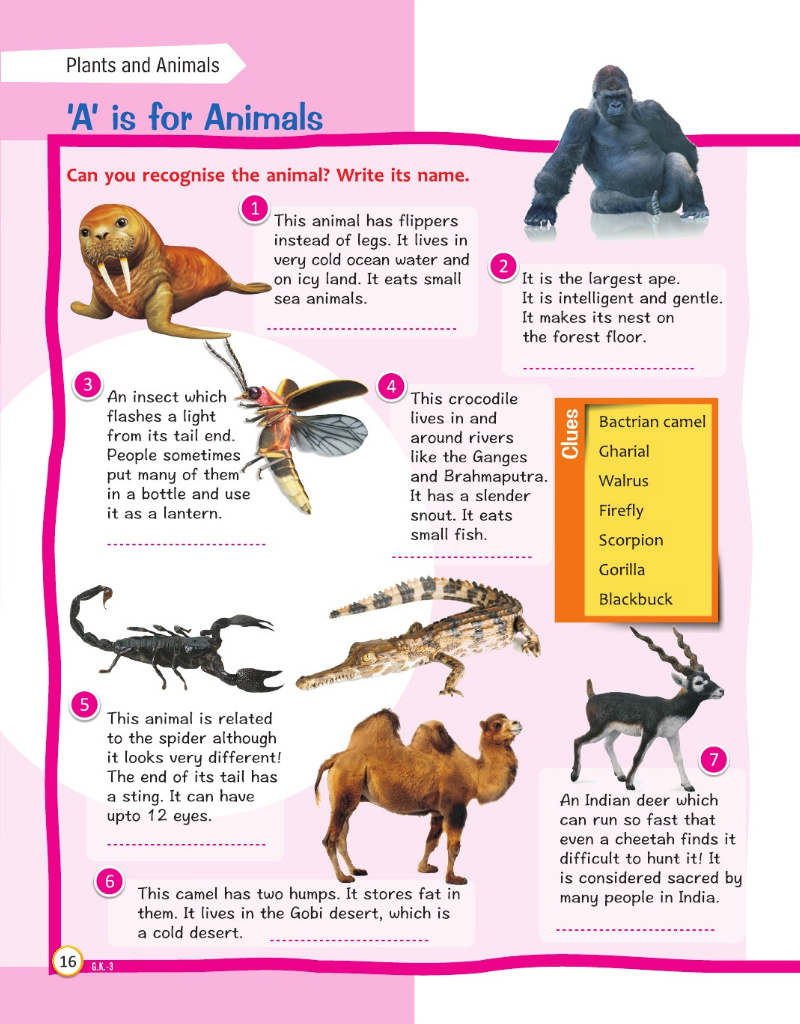 Plants and Animals
'A' is for Animals
Can you recognise the animal? Write its name.
1
This animal has flippers
instead of legs. It lives in
very cold ocean water and
on icy land. It eats small
sea animals.
2
It is the largest ape.
It is intelligent and gentle.
It makes its nest on
the forest floor.
3
An insect which
flashes a light
from its tail end.
People sometimes
put many of them
in a bottle and use
it as a lantern.
4
This crocodile
lives in and
around rivers
like the Ganges
and Brahmaputra.
It has a slender
snout. It eats
small fish.
Clues
Bactrian camel
Gharial
Walrus
Firefly
Scorpion
Gorilla
Blackbuck
5
This animal is related
to the spider although
it looks very different!
The end of its tail has
a sting. It can have
upto 12 eyes.
6
This camel has two humps. It stores fat in
them. It lives in the Gobi desert, which is
a cold desert.
7
An Indian deer which
can run so fast that
even a cheetah finds it
difficult to hunt it! It
is considered sacred by
many people in India.
16
G.K.-3